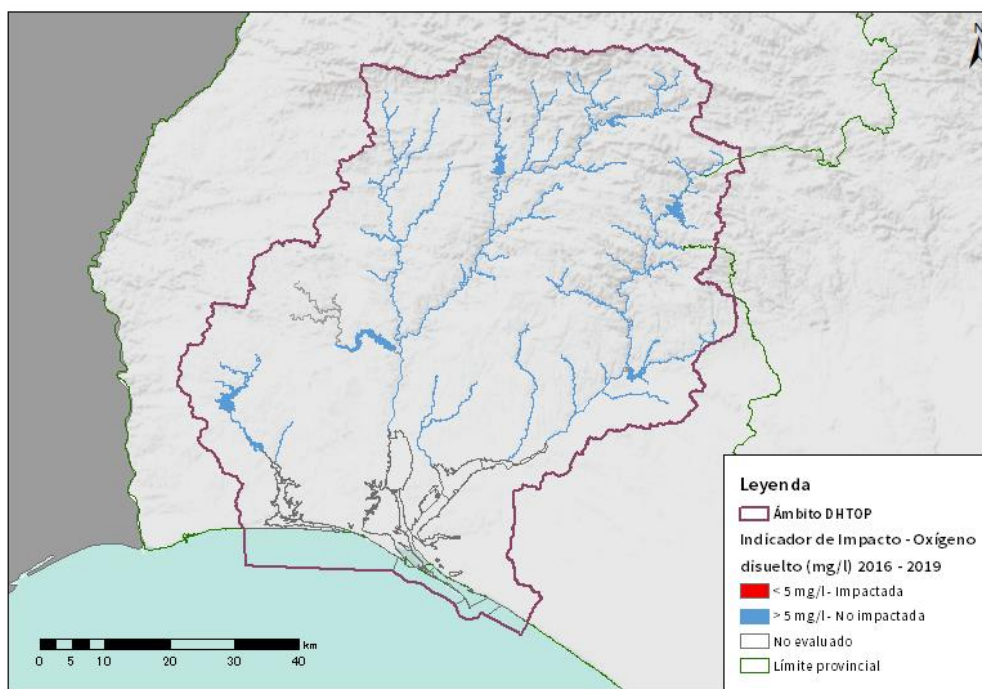 N
Leyenda
Ámbito DHTOP
Indicador de Impacto - Oxígeno
disuelto (mg/l) 2016 - 2019
< 5 mg/l - Impactada
> 5 mg/l - No impactada
No evaluado
Límite provincial
km
0 5 10 20 30 40